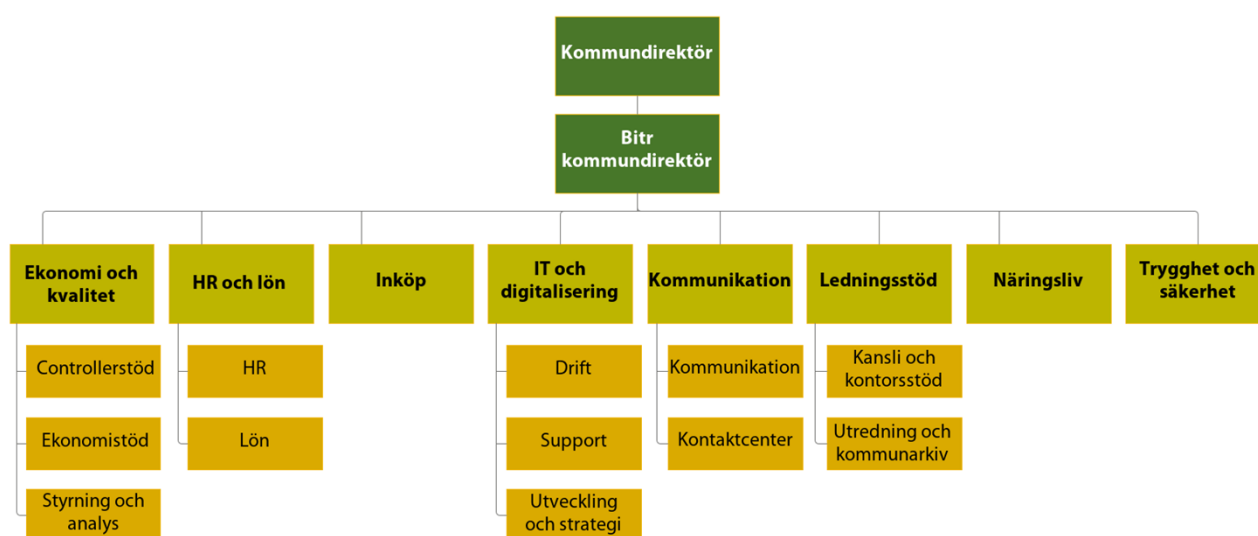 Kommundirektör
Bitr
kommundirektör
Ekonomi och
kvalitet
HR och lön
Inköp
IT och
digitalisering
Kommunikation
Ledningsstöd
Näringsliv
Trygghet och
säkerhet
Controllerstöd
Ekonomistöd
Styrning och
analys
HR
Lön
Drift
Support
Utveckling
och strategi
Kommunikation
Kontaktcenter
Kansli och
kontorsstöd
Utredning och
kommunarkiv